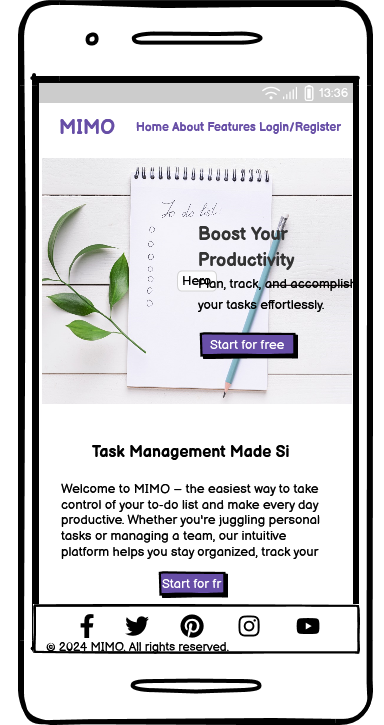 13:36
MIMO
Home About Features Login/Register
To do list
Boost Your
Productivity
Hero
Plan, track, and accomplish
your tasks effortlessly.
Start for free
Task Management Made Si
Welcome to MIMO – the easiest way to take
control of your to-do list and make every day
productive. Whether you're juggling personal
tasks or managing a team, our intuitive
platform helps you stay organized, track your
Start for fr
© 2024 MIMO. All rights reserved.